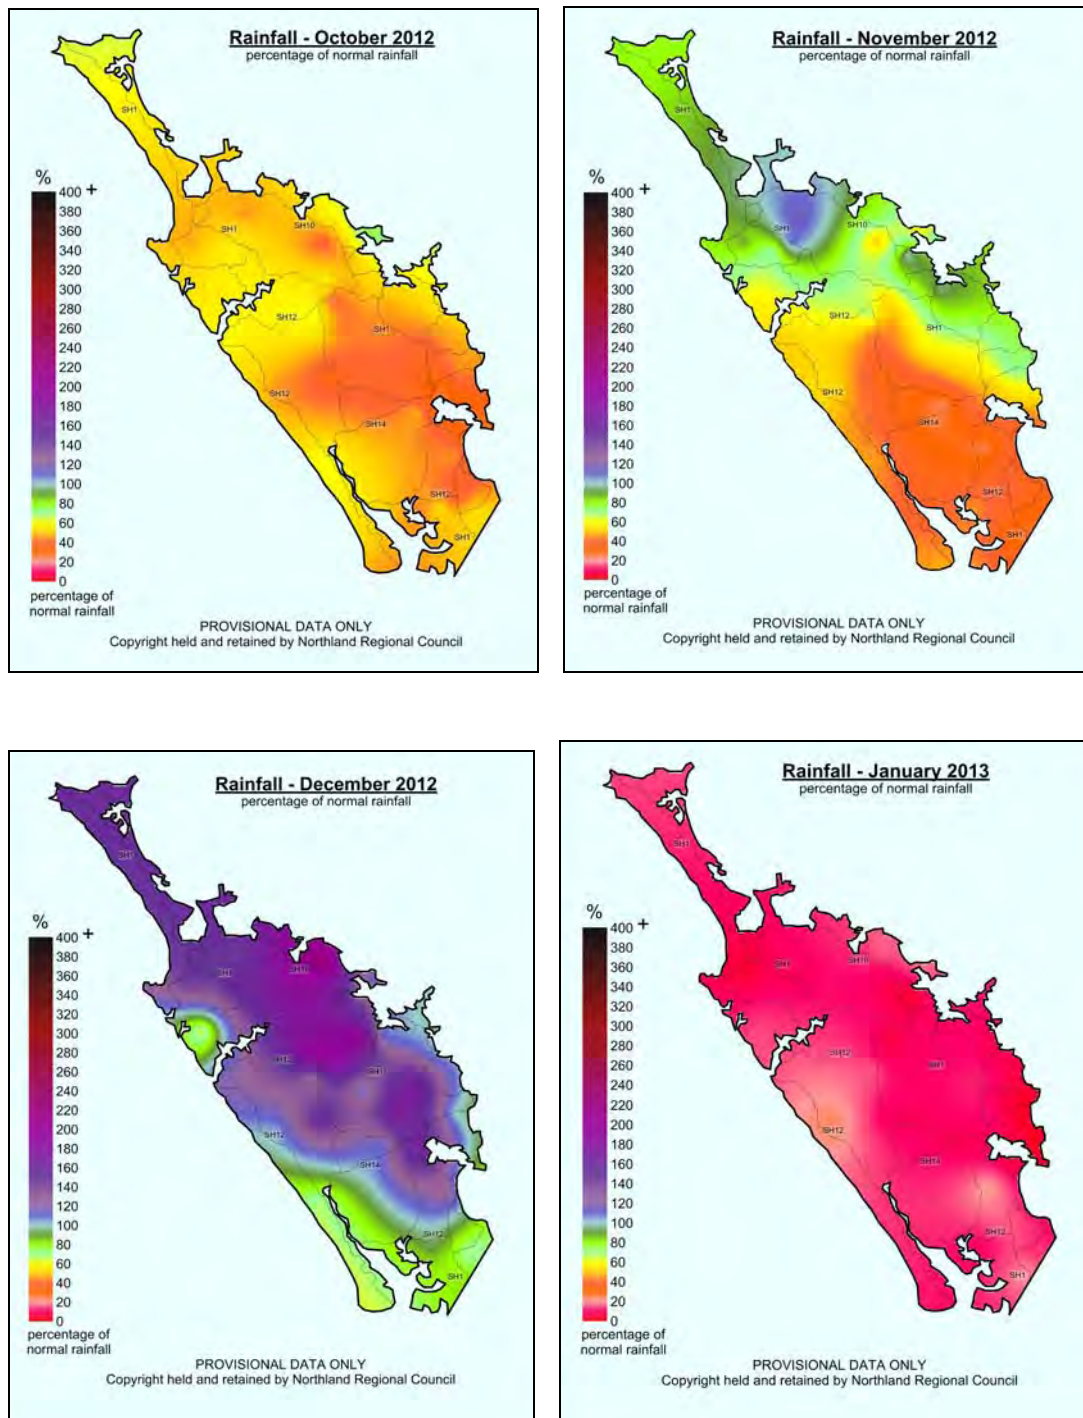 Rainfall - October 2012
percentage of normal rainfall
SH1
SH1
SH10
SH12
SH1
SH12
SH14
SH12
SH1
%
400 +
380
360
340
320
300
280
260
240
220
200
180
160
140
120
100
80
60
40
20
0
percentage of
normal rainfall
PROVISIONAL DATA ONLY
Copyright held and retained by Northland Regional Council
Rainfall - November 2012
percentage of normal rainfall
SH1
SH1
SH10
SH12
SH1
SH12
SH14
SH12
SH1
%
400 +
380
360
340
320
300
280
260
240
220
200
180
160
140
120
100
80
60
40
20
0
percentage of
normal rainfall
PROVISIONAL DATA ONLY
Copyright held and retained by Northland Regional Council
Rainfall - December 2012
percentage of normal rainfall
SH1
SH1
SH10
SH12
SH1
SH12
SH14
SH12
SH1
%
400 +
380
360
340
320
300
280
260
240
220
200
180
160
140
120
100
80
60
40
20
0
percentage of
normal rainfall
PROVISIONAL DATA ONLY
Copyright held and retained by Northland Regional Council
Rainfall - January 2013
percentage of normal rainfall
SH1
SH1
SH10
SH12
SH1
SH12
SH14
SH12
SH1
%
400 +
380
360
340
320
300
280
260
240
220
200
180
160
140
120
100
80
60
40
20
0
percentage of
normal rainfall
PROVISIONAL DATA ONLY
Copyright held and retained by Northland Regional Council